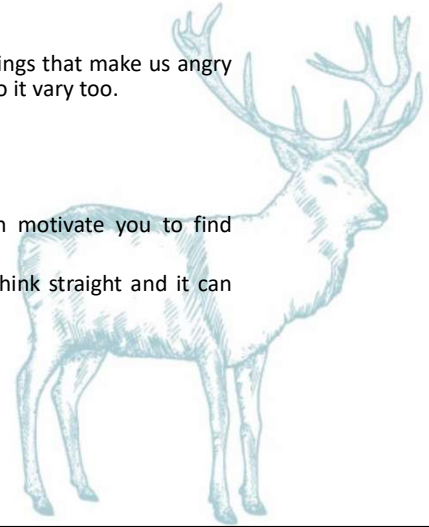 ings that make us angry
o it vary too.
n motivate you to find
hink straight and it can